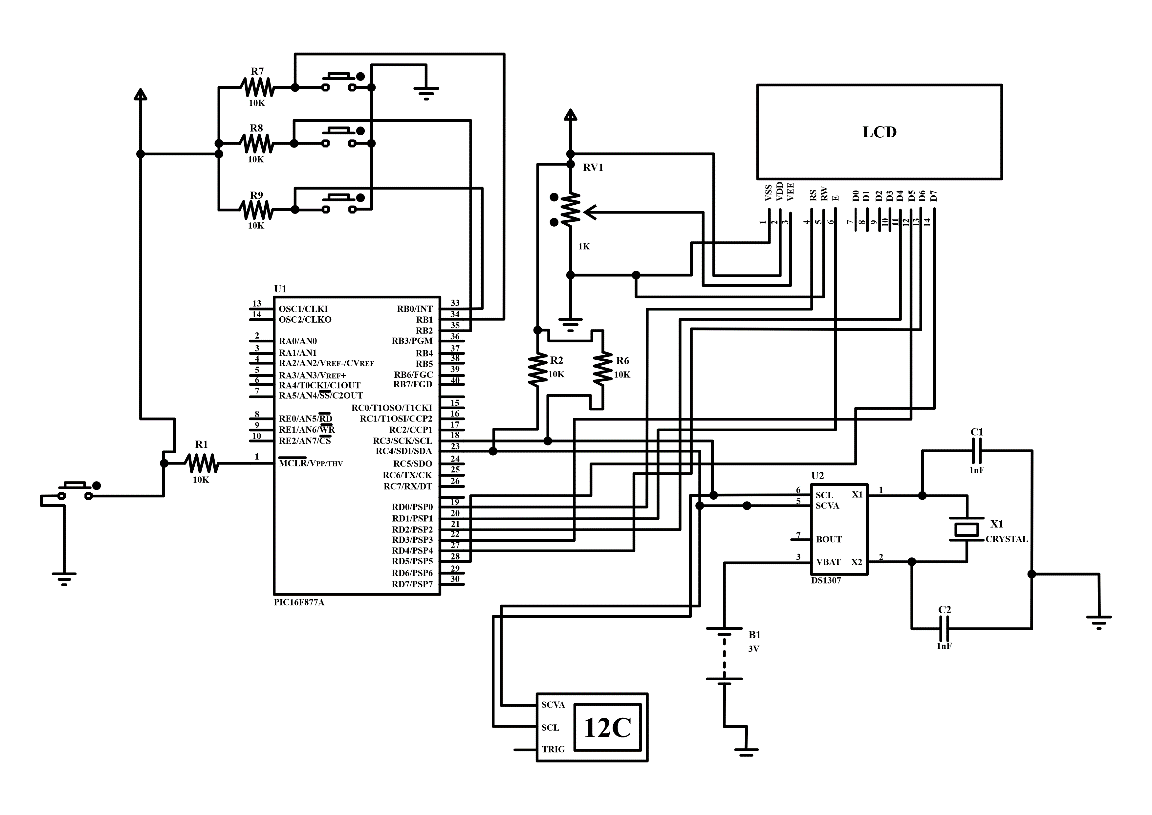 R7
10K
R8
10K
R9
10K
RV1
1K
LCD
VSS
VDD
VEE
RS
RW
E
D0
D1
D2
D3
D4
D5
D6
D7
1
2
3
4
5
6
7
8
9
10
11
12
13
14
U1
13 OSC1/CLKI
14 OSC2/CLKO
2 RA0/AN0
3 RA1/AN1
4 RA2/AN2/VREF-/CVREF
5 RA3/AN3/VREF+
6 RA4/T0CKI/C1OUT
7 RA5/AN4/SS/C2OUT
8 RE0/AN5/RD
9 RE1/AN6/WR
10 RE2/AN7/CS
1 MCLR/VPP/THV
RB0/INT 33
RB1 34
RB2 35
RB3/PGM 36
RB4 37
RB5 38
RB6/FGC 39
RB7/FGD 40
RC0/T1OSO/T1CKI 15
RC1/T1OSI/CCP2 16
RC2/CCP1 17
RC3/SCK/SCL 18
RC4/SDI/SDA 23
RC5/SDO 24
RC6/TX/CK 25
RC7/RX/DT 26
RD0/PSP0 19
RD1/PSP1 20
RD2/PSP2 21
RD3/PSP3 22
RD4/PSP4 27
RD5/PSP5 28
RD6/PSP6 29
RD7/PSP7 30
PIC16F877A
R1
10K
R2
10K
R6
10K
U2
6 SCL
5 SCVA
7 BOUT
3 VBAT
X1 1
X2 2
DS1307
C1
1nF
X1
CRYSTAL
C2
1nF
B1
3V
SCVA
SCL
TRIG
12C